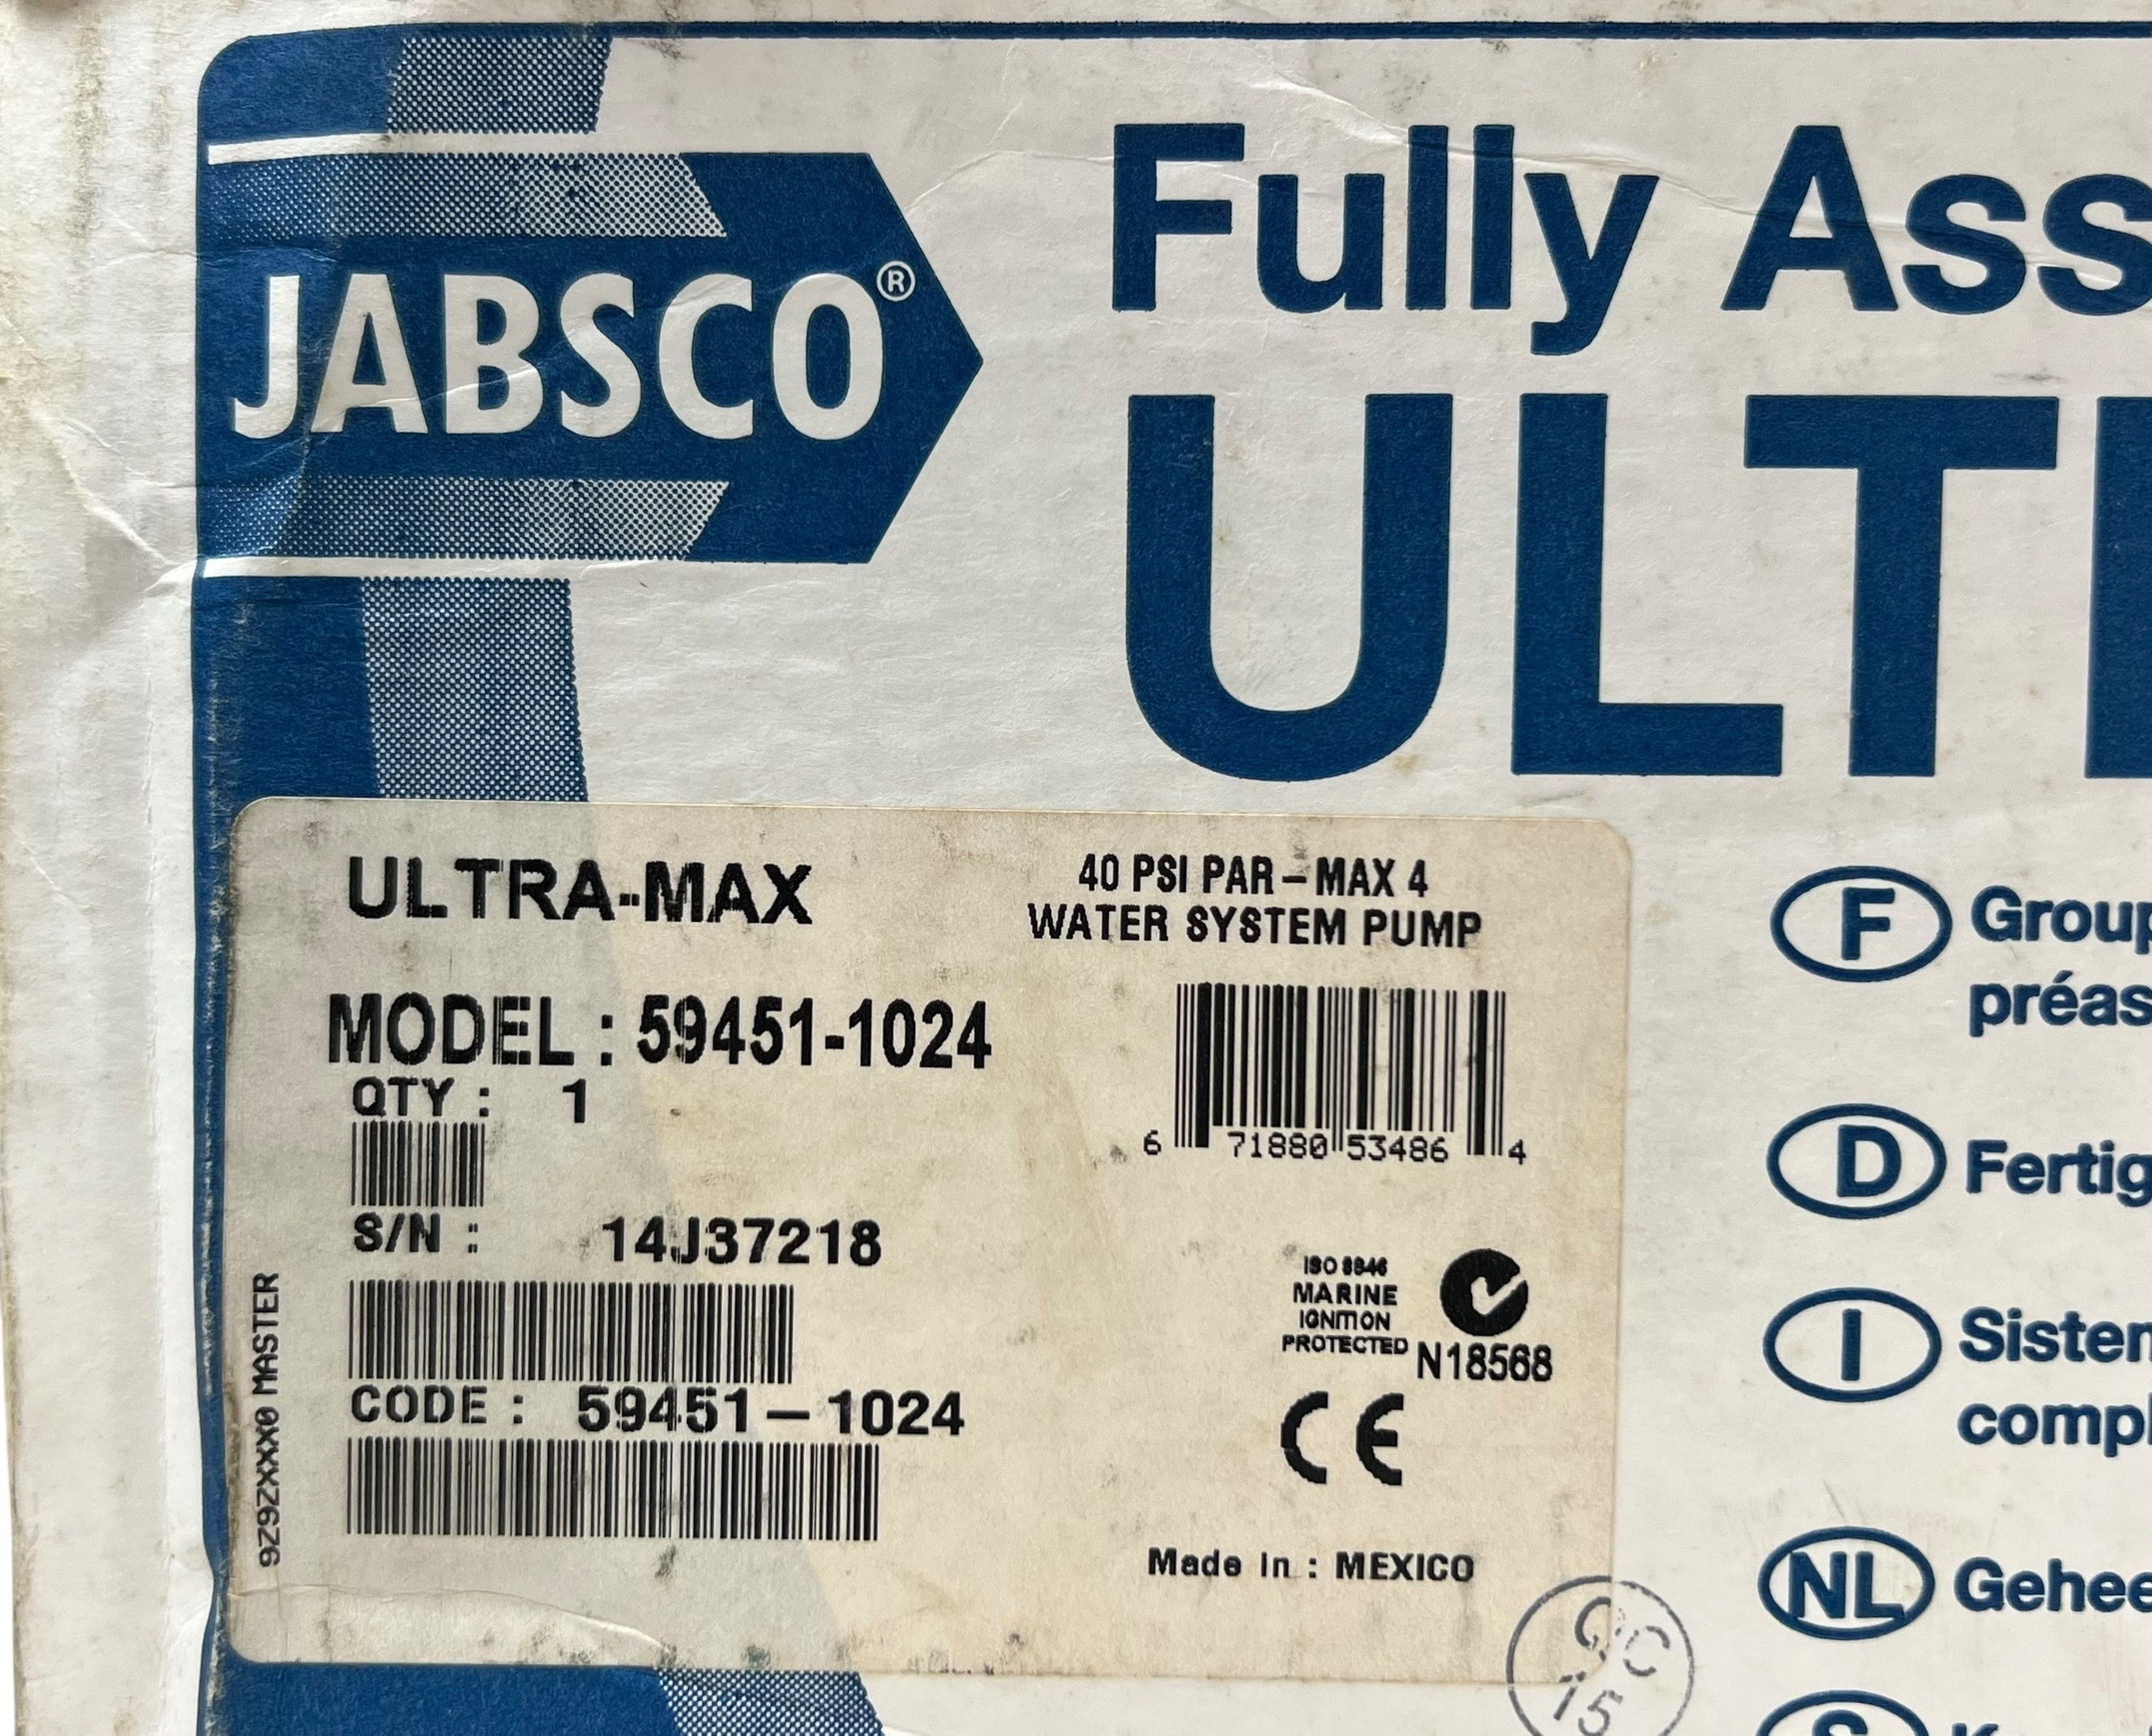 JABSCO®
Fully Ass
ULT
ULTRA-MAX
40 PSI PAR-MAX 4
WATER SYSTEM PUMP
MODEL : 59451-1024
QTY : 1
6 71880 53486 4
S/N : 14J37218
CODE : 59451-1024
9Z9ZXXX0 MASTER
ISO 8846
MARINE
IGNITION
PROTECTED
N18568
CE
Made In : MEXICO
QC
15
F Group
préas
D Fertig
I Sistem
compl
NL Gehee
S K